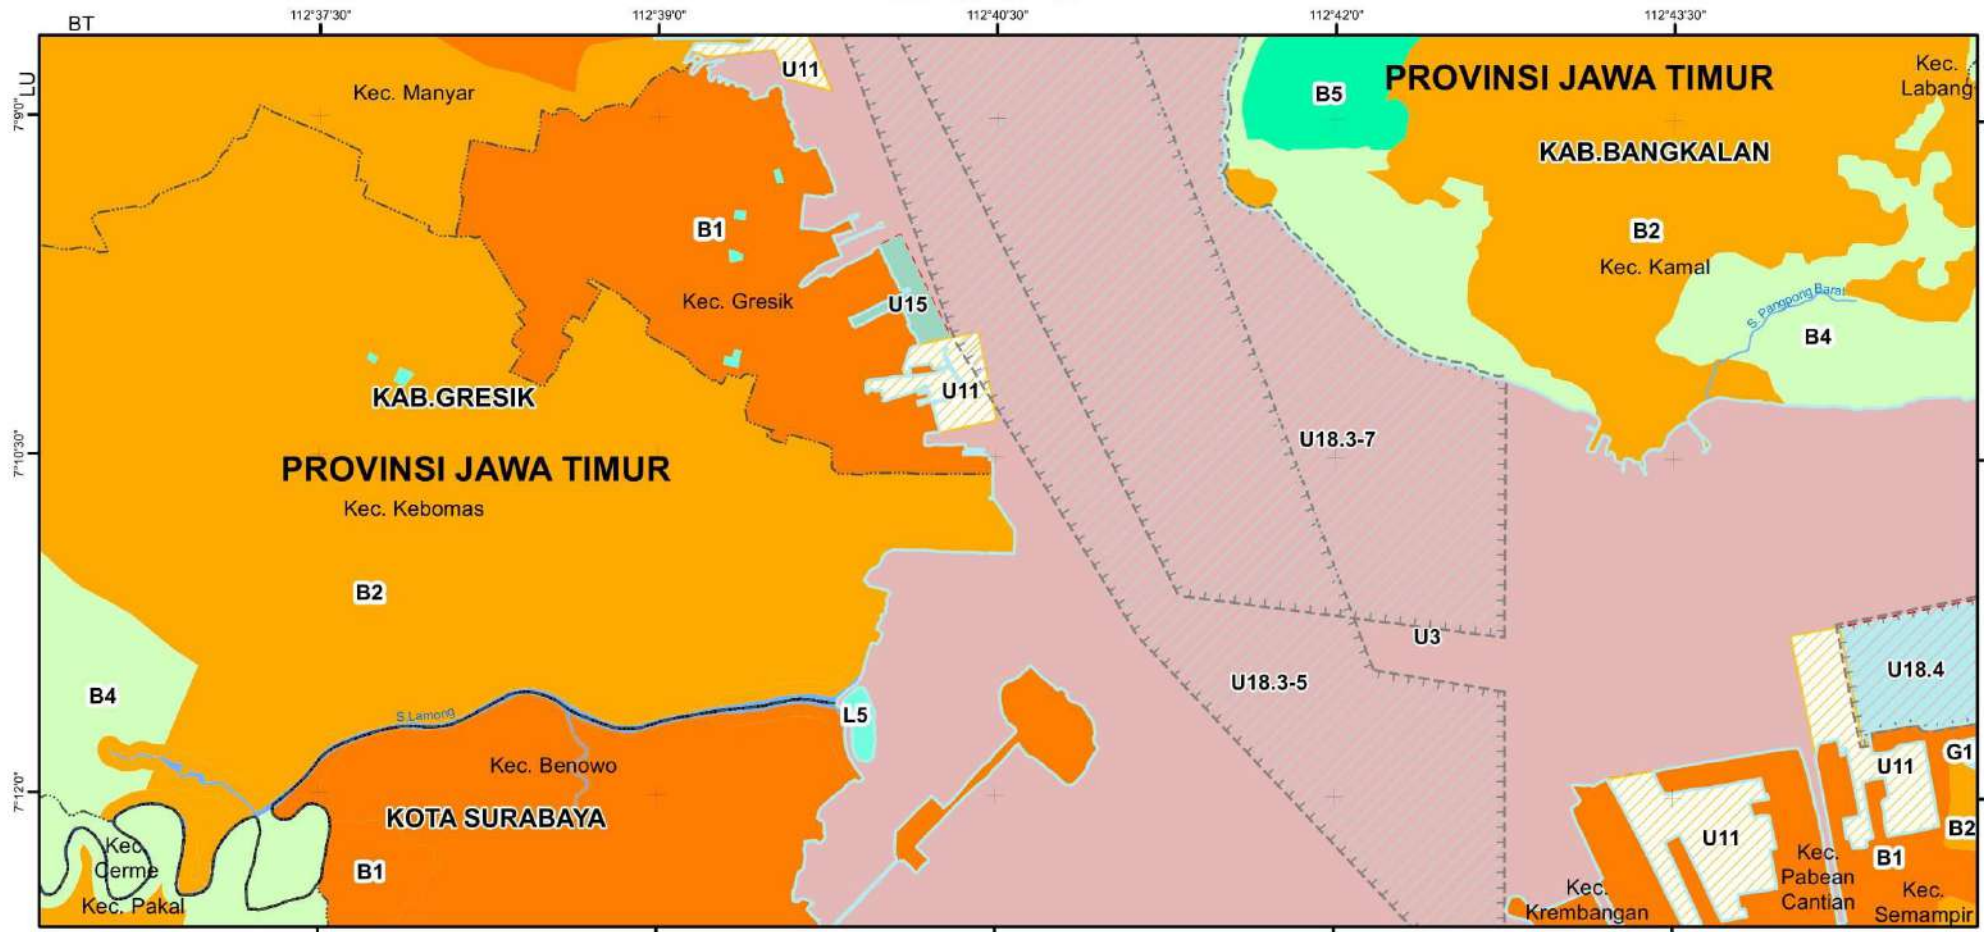 BT
112°37'30"
112°39'0"
112°40'30"
112°42'0"
112°43'30"
LU
7°9'0"
7°10'30"
7°12'0"
Kec. Manyar
U11
B5
PROVINSI JAWA TIMUR
Kec.
Labang
KAB.BANGKALAN
B1
B2
Kec. Kamal
Kec. Gresik
U15
S. Pangpong Barat
B4
KAB.GRESIK
U11
U18.3-7
PROVINSI JAWA TIMUR
Kec. Kebomas
B2
U3
U18.3-5
U18.4
B4
S.Lamong
L5
Kec. Benowo
G1
U11
KOTA SURABAYA
B2
U11
Kec.
Cerme
B1
Kec.
Pabean
Cantian
B1
Kec. Pakal
Kec.
Krembangan
Kec.
Semampir